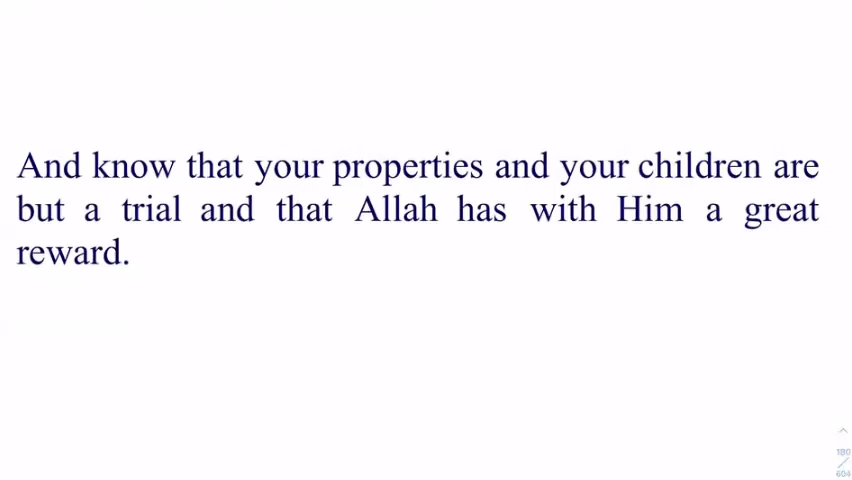 And know that your properties and your children are
but a trial and that Allah has with Him a great
reward.
180
604